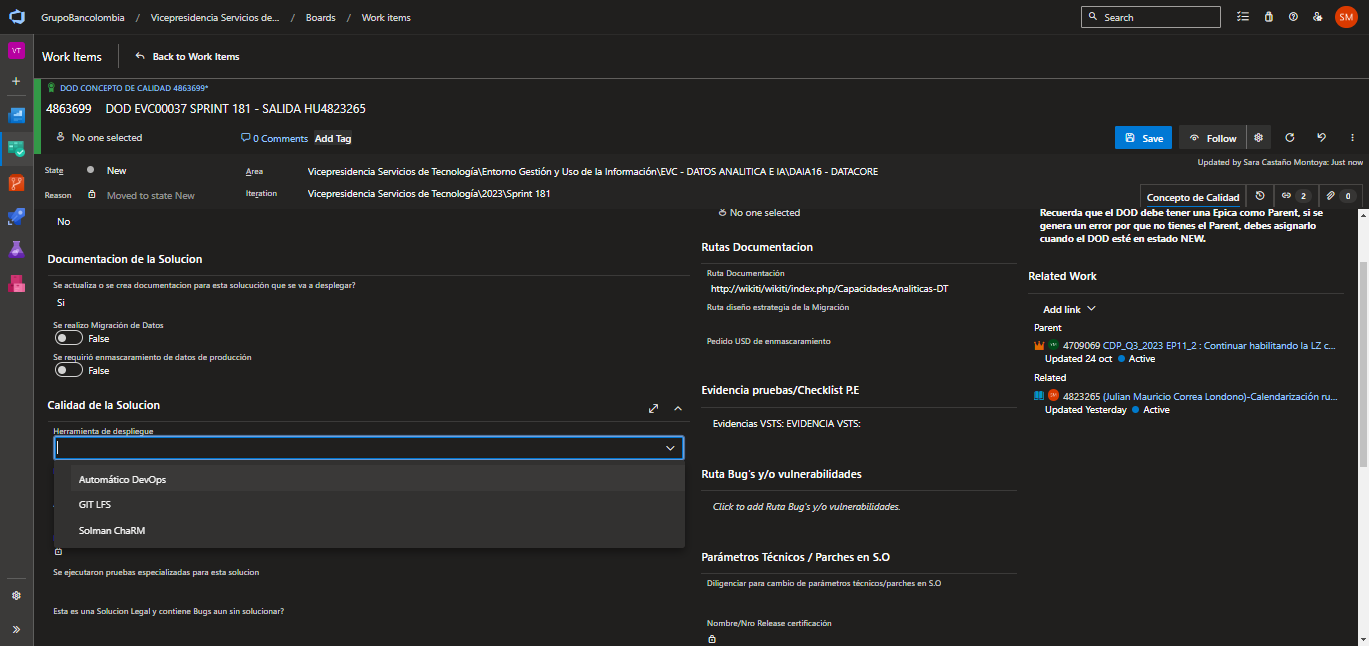 GrupoBancolombia / Vicepresidencia Servicios de... / Boards / Work items
Search
SM
VT
Work Items
Back to Work Items
DOD CONCEPTO DE CALIDAD 4863699*
4863699 DOD EVC00037 SPRINT 181 - SALIDA HU4823265
No one selected
0 Comments
Add Tag
Save
Follow
Updated by Sara Castaño Montoya: Just now
State
New
Area
Vicepresidencia Servicios de Tecnología\Entorno Gestión y Uso de la Información\EVC - DATOS ANALITICA E IA\DAIA16 - DATACORE
Reason
Moved to state New
Iteration
Vicepresidencia Servicios de Tecnología\2023\Sprint 181
Concepto de Calidad
2
0
No
Documentacion de la Solucion
Se actualiza o se crea documentacion para esta solucución que se va a desplegar?
Si
Se realizo Migración de Datos
False
Se requirió enmascaramiento de datos de producción
False
Calidad de la Solucion
Herramienta de despliegue
Automático DevOps
GIT LFS
Solman ChaRM
Se ejecutaron pruebas especializadas para esta solucion
Esta es una Solucion Legal y contiene Bugs aun sin solucionar?
No one selected
Rutas Documentacion
Ruta Documentación
http://wikiti/wikiti/index.php/CapacidadesAnaliticas-DT
Ruta diseño estrategia de la Migración
Pedido USD de enmascaramiento
Evidencia pruebas/Checklist P.E
Evidencias VSTS: EVIDENCIA VSTS:
Ruta Bug's y/o vulnerabilidades
Click to add Ruta Bug's y/o vulnerabilidades.
Parámetros Técnicos / Parches en S.O
Diligenciar para cambio de parámetros técnicos/parches en S.O
Nombre/Nro Release certificación
Recuerda que el DOD debe tener una Epica como Parent, si se
genera un error por que no tienes el Parent, debes asignarlo
cuando el DOD esté en estado NEW.
Related Work
Add link
Parent
4709069 CDP_Q3_2023 EP11_2 : Continuar habilitando la LZ c...
Updated 24 oct Active
Related
4823265 (Julian Mauricio Correa Londono)-Calendarización ru...
Updated Yesterday Active